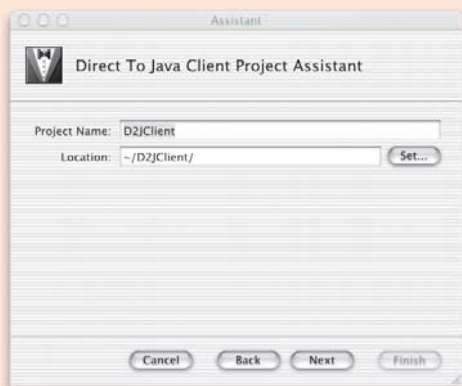 Assistant
Direct To Java Client Project Assistant
Project Name: D2JClient
Location: ~/D2JClient/ Set...
Cancel Back Next Finish